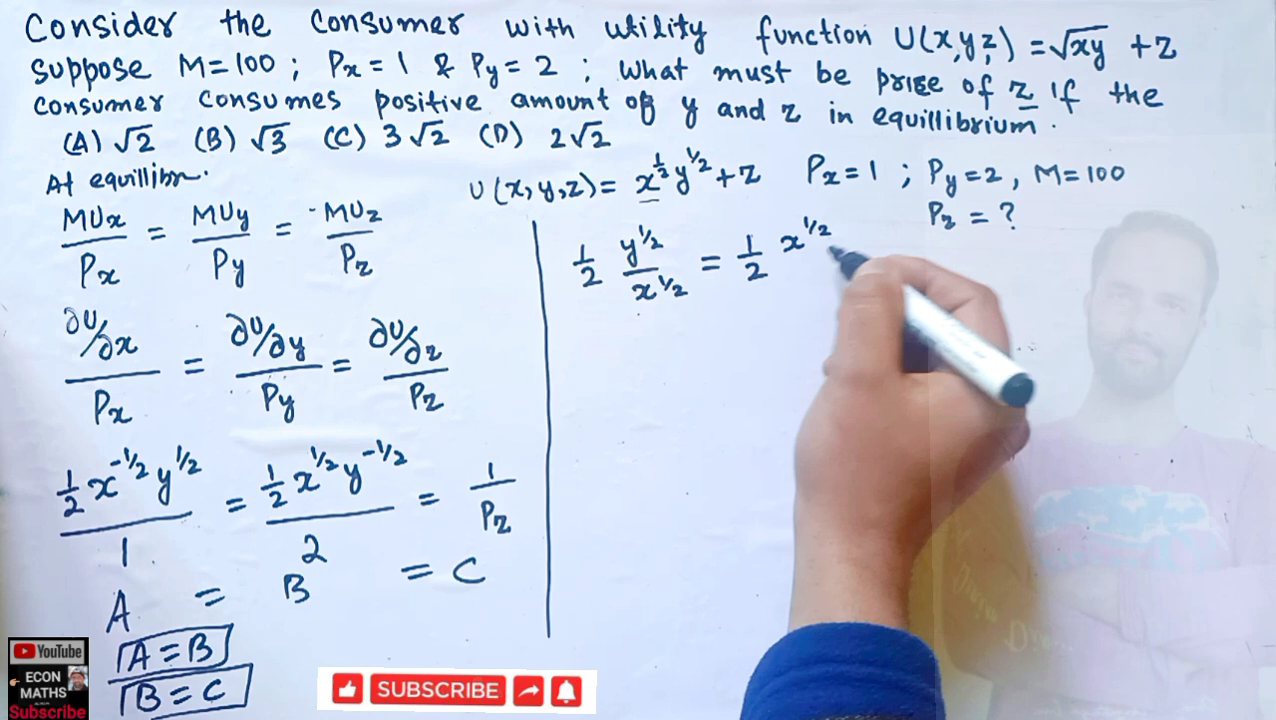 Consider the consumer with utility function U(x,y,z) = √xy + z
suppose M=100 ; Px = 1 & Py = 2 ; what must be price of z if the
consumer consumes positive amount of y and z in equillibrium.
(A) √2 (B) √3 (C) 3√2 (D) 2√2
At equillibm.
U(x,y,z) = x^1/2 y^1/2 + z Px = 1 ; Py = 2, M = 100
Pz = ?
MUx/Px = MUy/Py = MUz/Pz
∂U/∂x / Px = ∂U/∂y / Py = ∂U/∂z / Pz
1/2 x^-1/2 y^1/2 / 1 = 1/2 x^1/2 y^-1/2 / 2 = 1/Pz
A = B = C
A = B
B = C
1/2 y^1/2 / x^1/2 = 1/2 x^1/2
YouTube
ECON
MATHS
Subscribe
SUBSCRIBE